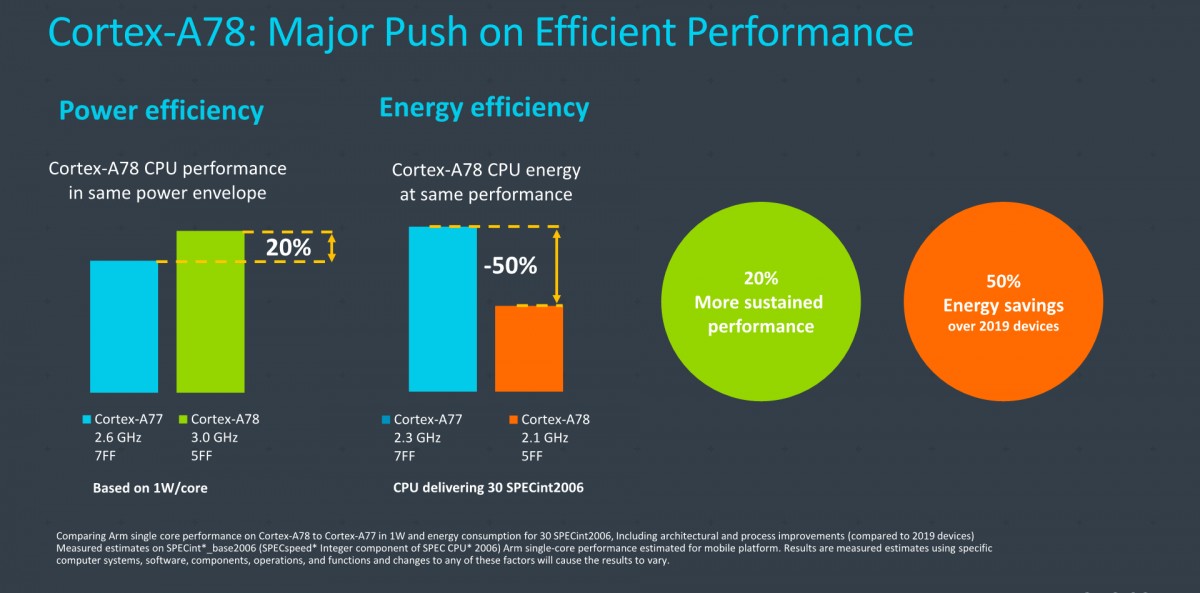 Cortex-A78: Major Push on Efficient Performance
Power efficiency
Cortex-A78 CPU performance
in same power envelope
20%
Cortex-A77
2.6 GHz
7FF
Cortex-A78
3.0 GHz
5FF
Based on 1W/core
Energy efficiency
Cortex-A78 CPU energy
at same performance
-50%
Cortex-A77
2.3 GHz
7FF
Cortex-A78
2.1 GHz
5FF
CPU delivering 30 SPECint2006
20%
More sustained
performance
50%
Energy savings
over 2019 devices
Comparing Arm single core performance on Cortex-A78 to Cortex-A77 in 1W and energy consumption for 30 SPECint2006, Including architectural and process improvements (compared to 2019 devices)
Measured estimates on SPECint*_base2006 (SPECspeed* Integer component of SPEC CPU* 2006) Arm single-core performance estimated for mobile platform. Results are measured estimates using specific
computer systems, software, components, operations, and functions and changes to any of these factors will cause the results to vary.